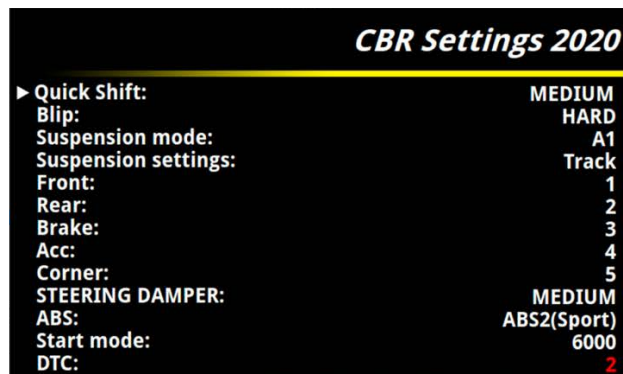 CBR Settings 2020
Quick Shift: MEDIUM
Blip: HARD
Suspension mode: A1
Suspension settings: Track
Front: 1
Rear: 2
Brake: 3
Acc: 4
Corner: 5
STEERING DAMPER: MEDIUM
ABS: ABS2(Sport)
Start mode: 6000
DTC: 2